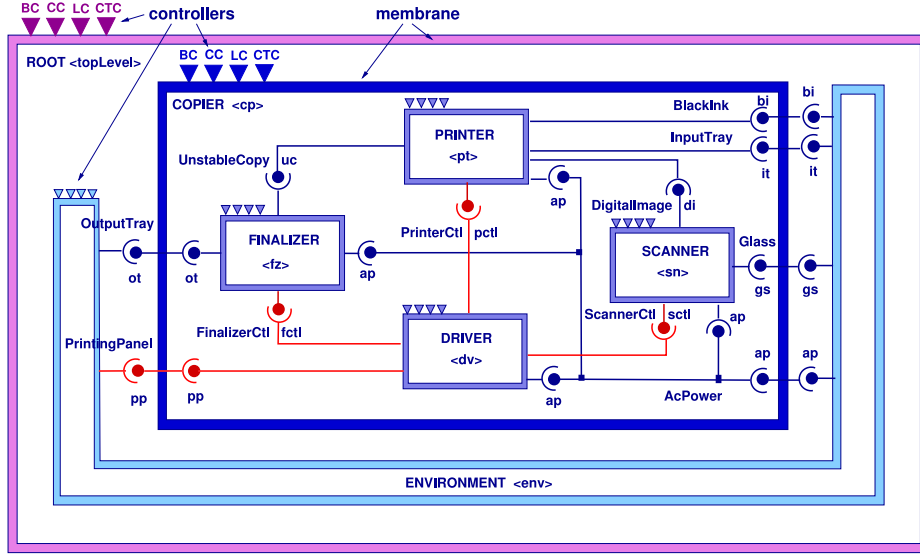 BC CC LC CTC
controllers
membrane
ROOT <topLevel>
BC CC LC CTC
COPIER <cp>
BlackInk
bi
bi
PRINTER
<pt>
InputTray
it
it
UnstableCopy uc
ap
DigitalImage di
OutputTray
ot
ot
FINALIZER
<fz>
ap
PrinterCtl pctl
SCANNER
<sn>
Glass
gs
gs
FinalizerCtl fctl
ScannerCtl sctl
ap
DRIVER
<dv>
PrintingPanel
pp
pp
ap
ap
ap
AcPower
ENVIRONMENT <env>